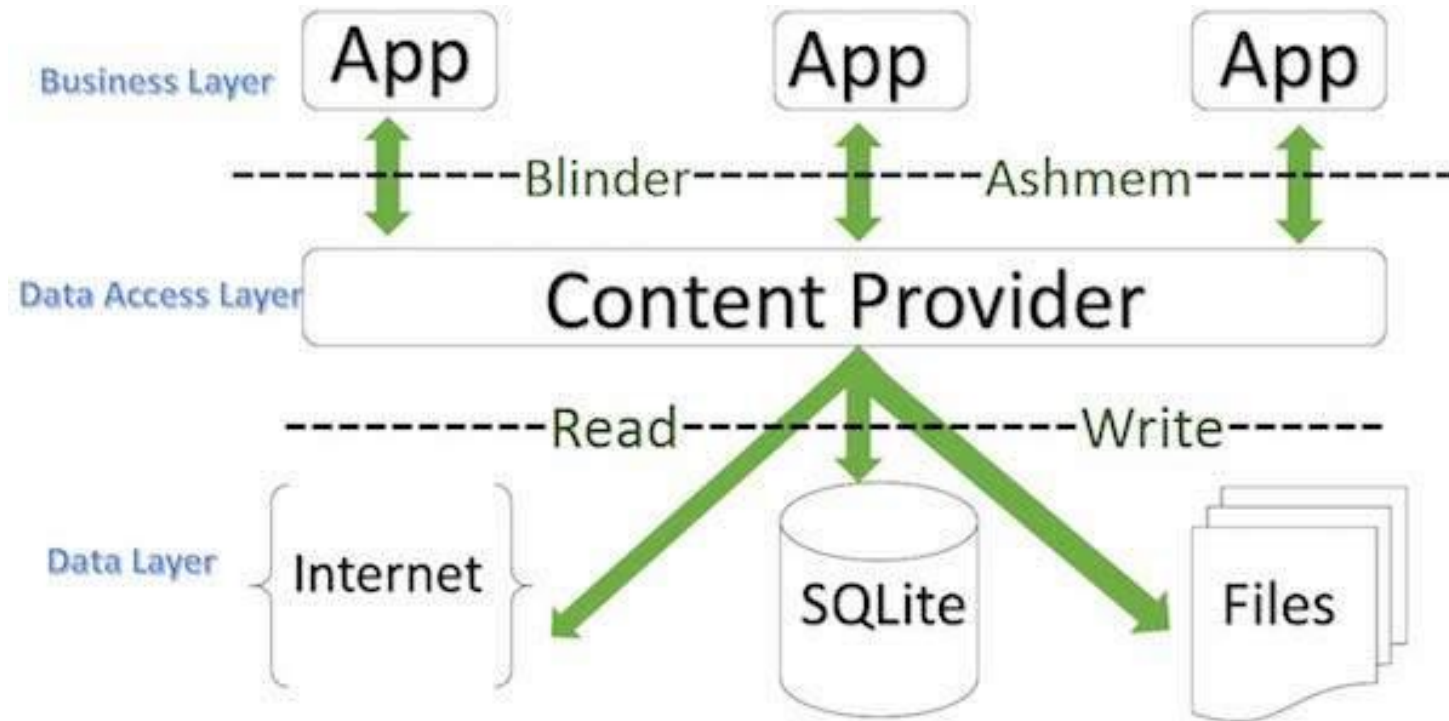 App App App
Business Layer
Blinder Ashmem
Data Access Layer Content Provider
Read Write
Data Layer Internet SQLite Files